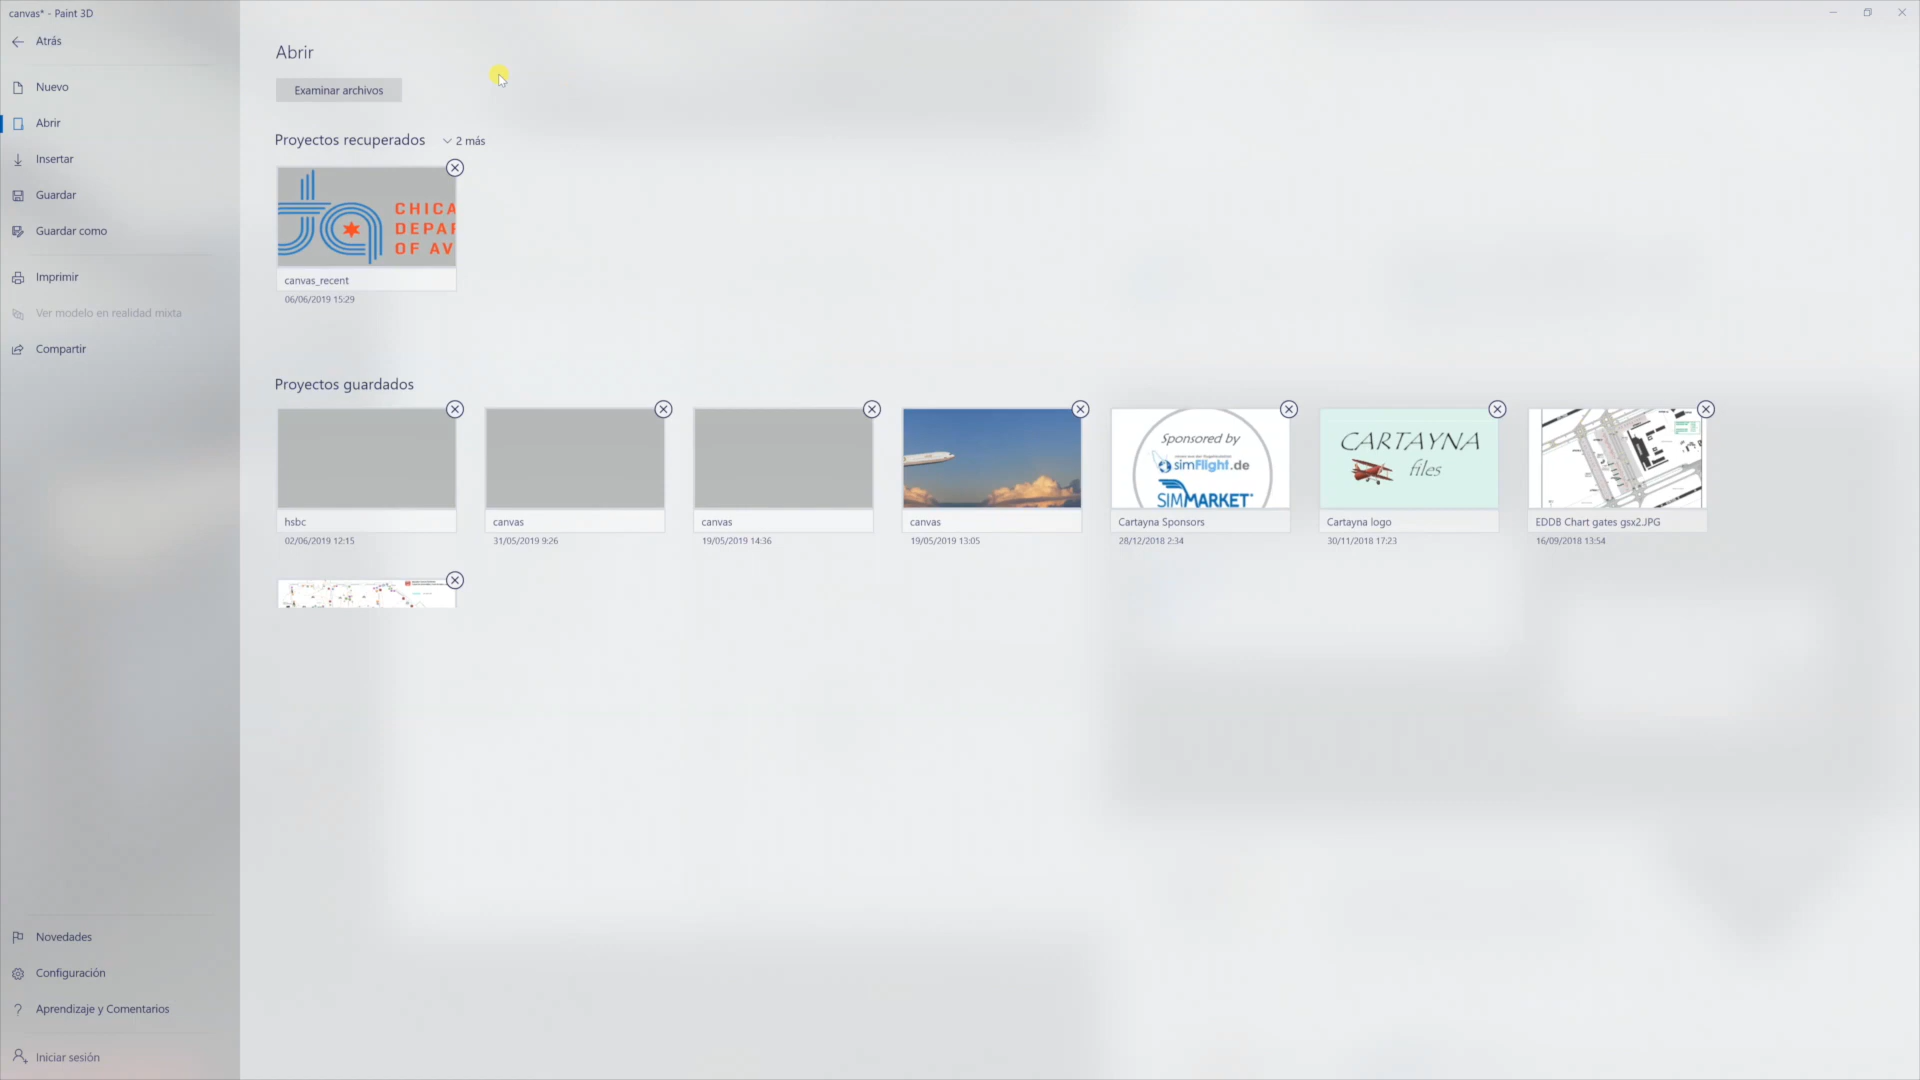 canvas* - Paint 3D
Atrás
Nuevo
Abrir
Insertar
Guardar
Guardar como
Imprimir
Ver modelo en realidad mixta
Compartir
Novedades
Configuración
Aprendizaje y Comentarios
Iniciar sesión
Abrir
Examinar archivos
Proyectos recuperados
2 más
CHICA
DEPAR
OF AV
canvas_recent
06/06/2019 15:29
Proyectos guardados
hsbc
02/06/2019 12:15
canvas
31/05/2019 9:26
canvas
19/05/2019 14:36
canvas
19/05/2019 13:05
Sponsored by
simFlight.de
SIMMARKET
Cartayna Sponsors
28/12/2018 2:34
CARTAYNA
files
Cartayna logo
30/11/2018 17:23
EDDB Chart gates gsx2.JPG
16/09/2018 13:54